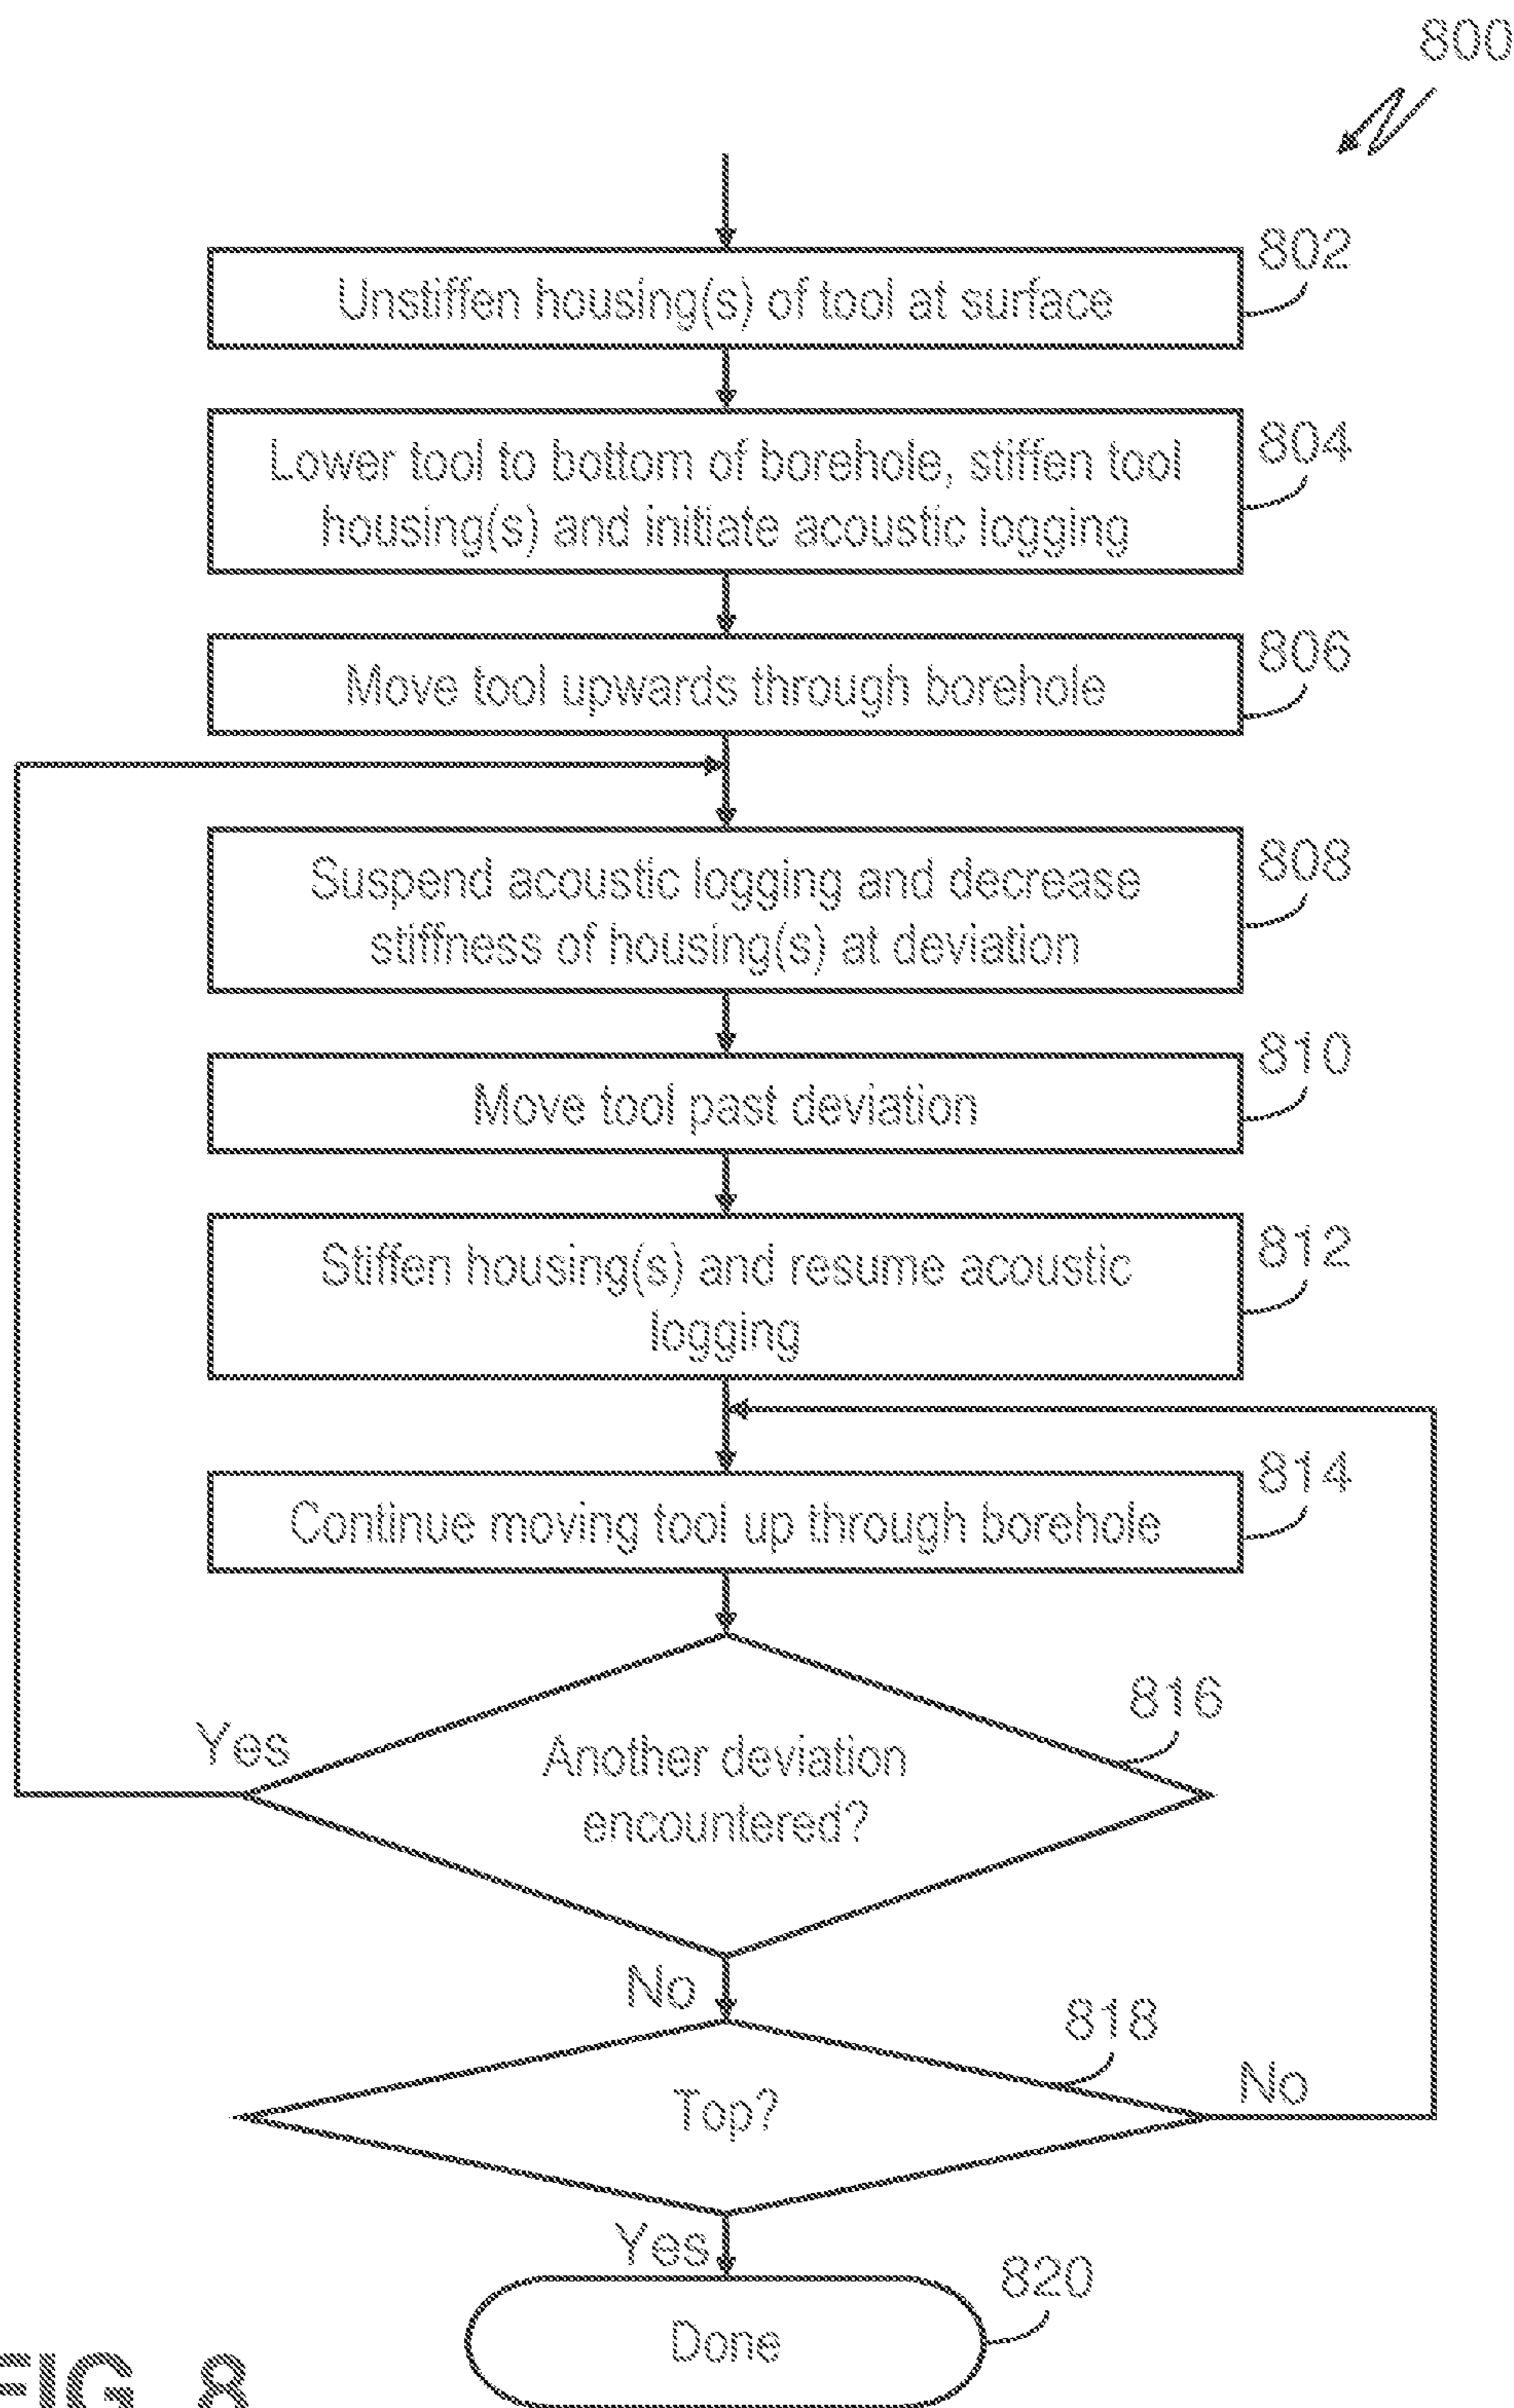 800
802
Unstiffen housing(s) of tool at surface
804
Lower tool to bottom of borehole, stiffen tool
housing(s) and initiate acoustic logging
806
Move tool upwards through borehole
808
Suspend acoustic logging and decrease
stiffness of housing(s) at deviation
810
Move tool past deviation
812
Stiffen housing(s) and resume acoustic
logging
814
Continue moving tool up through borehole
816
Yes
Another deviation
encountered?
No
818
Top?
No
Yes
820
Done
FIG. 8